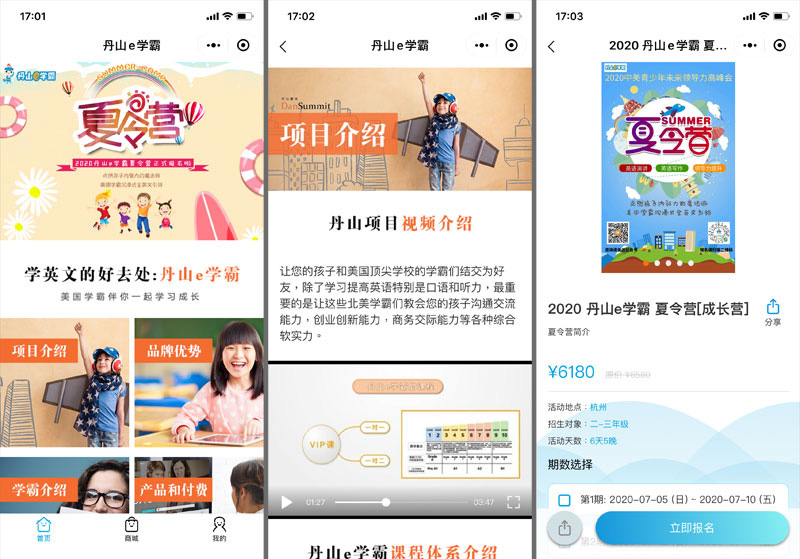 17:01
丹山e学霸
丹山e学霸
SUMMER CAMP
夏令营
2020丹山e学霸夏令营正式报名啦
学英文的好去处:丹山e学霸
美国学霸伴你一起学习成长
项目介绍
品牌优势
学霸介绍
产品和付费
首页
商城
我的
17:02
丹山e学霸
DanSummit
项目介绍
丹山项目视频介绍
让您的孩子和美国顶尖学校的学霸们结交为好
友，除了学习提高英语特别是口语和听力，最重
要的是让这些北美学霸们教会您的孩子沟通交流
能力，创业创新能力，商务交际能力等各种综合
软实力。
VIP课
一对一
一对二
01:27
03:47
丹山e学霸课程体系介绍
17:03
2020 丹山e学霸 夏...
2020中美青少年未来领导力高峰会
SUMMER
夏令营
英语演讲
英语写作
领导力提升
2020 丹山e学霸 夏令营[成长营]
分享
夏令营简介
¥6180
原价 ¥6580
活动地点：杭州
招生对象：二-三年级
活动天数：6天5晚
期数选择
第1期: 2020-07-05 (日) ~ 2020-07-10 (五)
立即报名